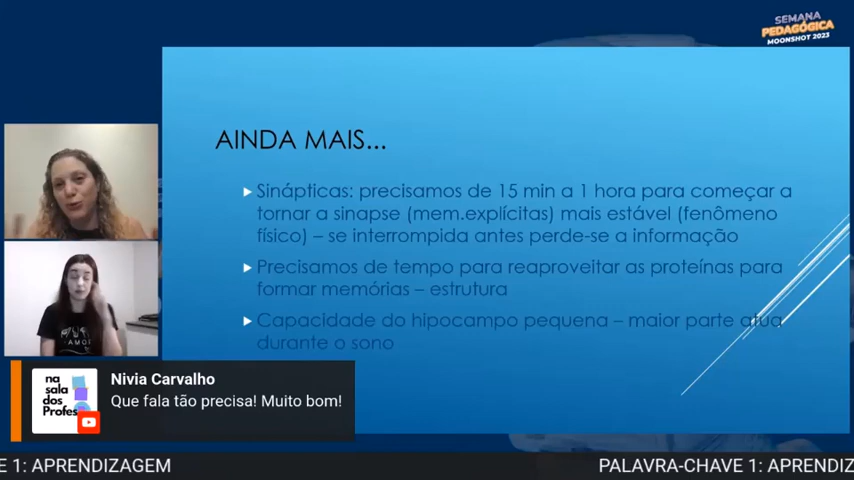 SEMANA
PEDAGÓGICA
MOONSHOT 2023
AINDA MAIS...
Sinápticas: precisamos de 15 min a 1 hora para começar a
tornar a sinapse (mem.explícitas) mais estável (fenômeno
físico) – se interrompida antes perde-se a informação
Precisamos de tempo para reaproveitar as proteínas para
formar memórias – estrutura
Capacidade do hipocampo pequena – maior parte atua
durante o sono
na
sala
dos
Profes
Nivia Carvalho
Que fala tão precisa! Muito bom!
E 1: APRENDIZAGEM
PALAVRA-CHAVE 1: APRENDIZ